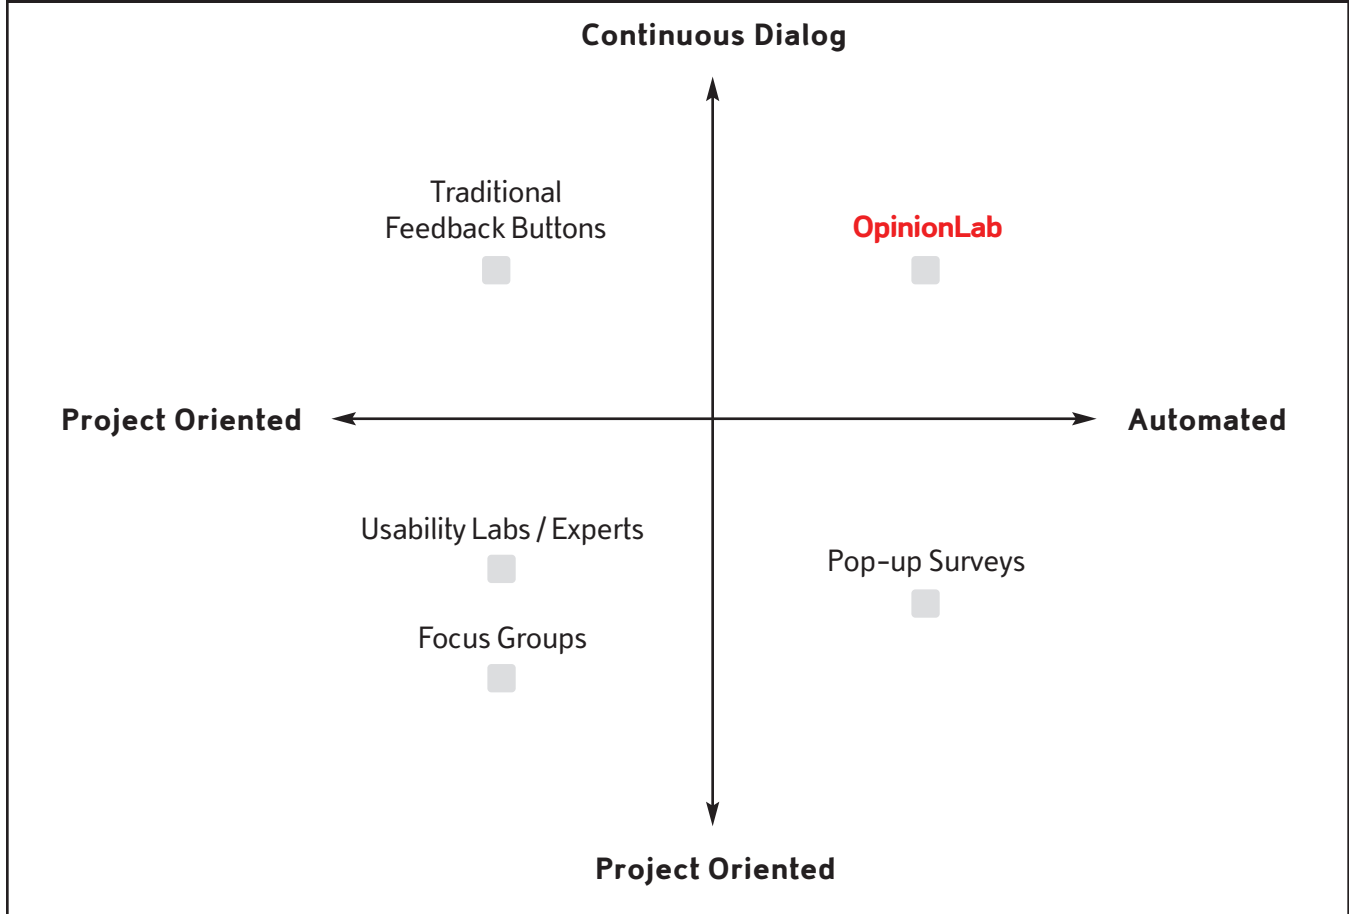 Continuous Dialog
Traditional
Feedback Buttons
OpinionLab
Project Oriented
Automated
Usability Labs / Experts
Pop-up Surveys
Focus Groups
Project Oriented